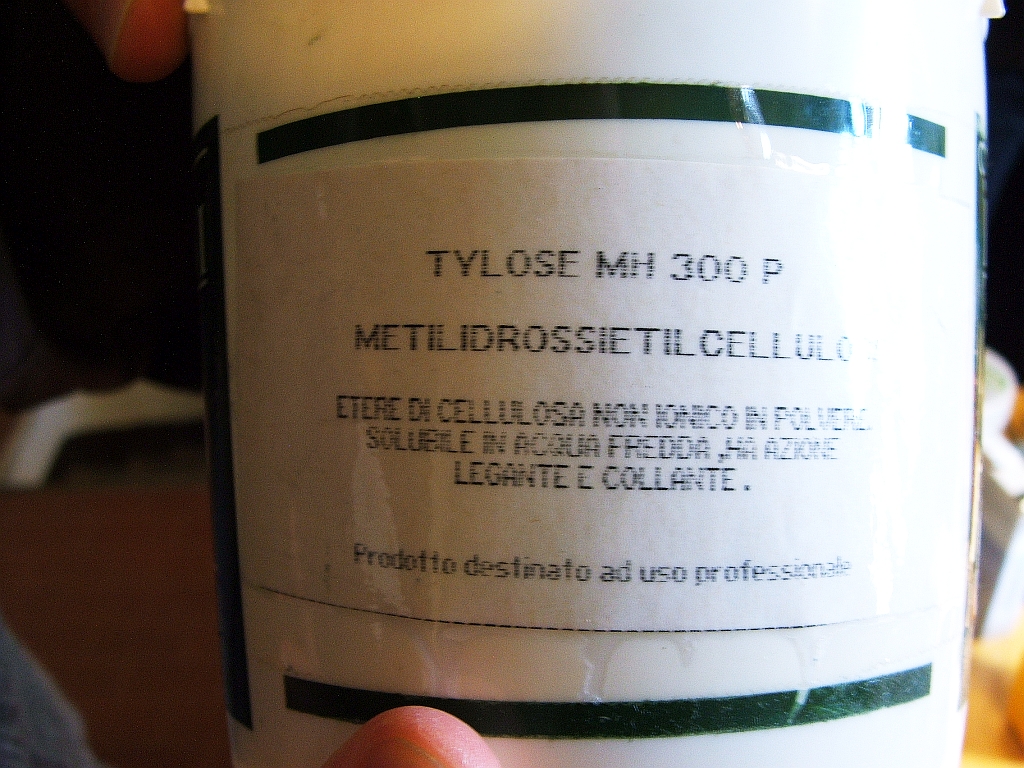 TYLOSE MH 300 P
METILIDROSSIETILCELLULO
ETERE DI CELLULOSA NON IONICO IN POLVERE
SOLUBILE IN ACQUA FREDDA ,HA AZIONE
LEGANTE E COLLANTE .
Prodotto destinato ad uso professionale